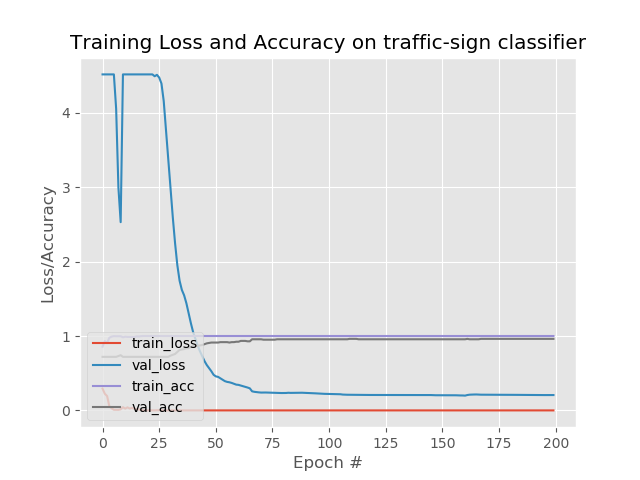 Training Loss and Accuracy on traffic-sign classifier
4
3
2
1
0
Loss/Accuracy
train_loss
val_loss
train_acc
val_acc
0 25 50 75 100 125 150 175 200
Epoch #